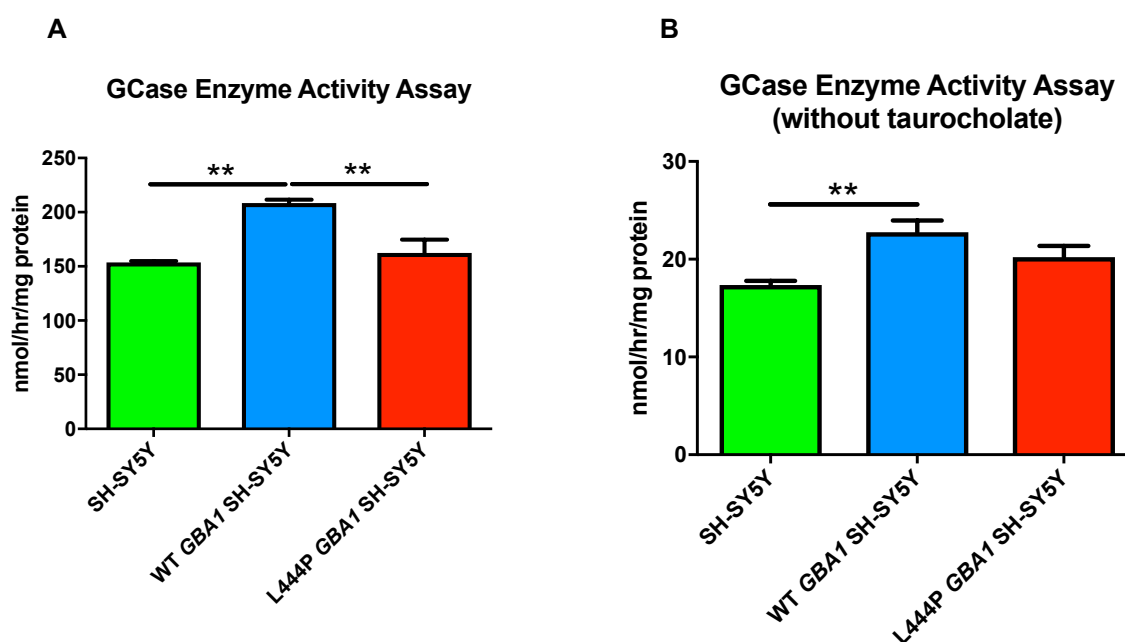 A
GCase Enzyme Activity Assay
nmol/hr/mg protein
250
200
150
100
50
0
**
**
SH-SY5Y
WT GBA1 SH-SY5Y
L444P GBA1 SH-SY5Y
B
GCase Enzyme Activity Assay
(without taurocholate)
nmol/hr/mg protein
30
20
10
0
**
SH-SY5Y
WT GBA1 SH-SY5Y
L444P GBA1 SH-SY5Y